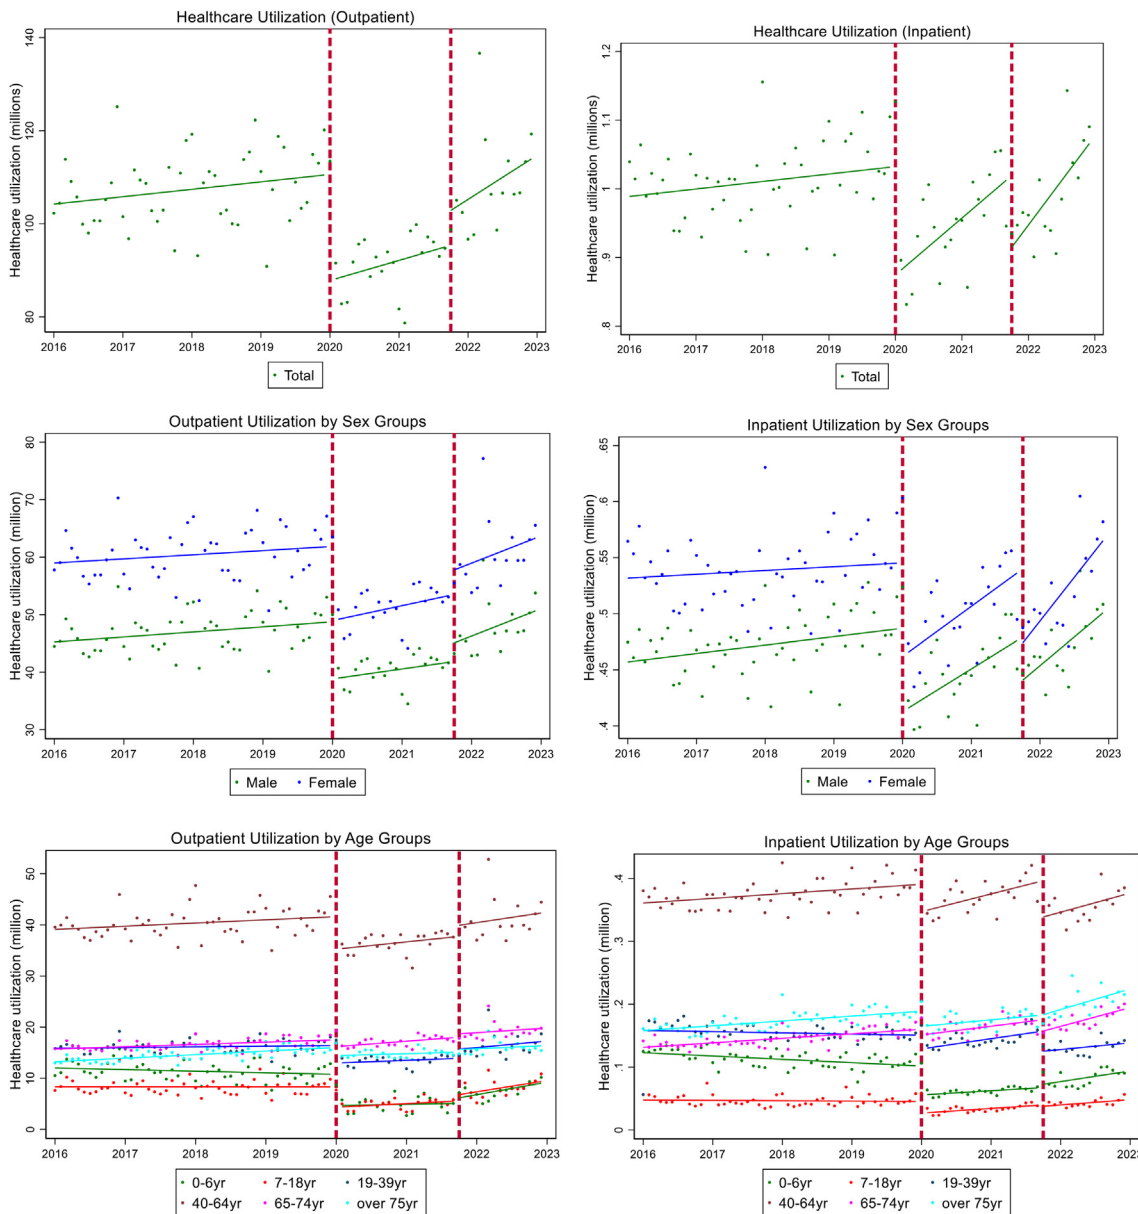 Healthcare Utilization (Outpatient)
Healthcare utilization (millions)
140
120
100
80
2016 2017 2018 2019 2020 2021 2022 2023
Total
Healthcare Utilization (Inpatient)
Healthcare utilization (millions)
1.2
1.1
1
.9
.8
2016 2017 2018 2019 2020 2021 2022 2023
Total
Outpatient Utilization by Sex Groups
Healthcare utilization (million)
80
70
60
50
40
30
2016 2017 2018 2019 2020 2021 2022 2023
Male Female
Inpatient Utilization by Sex Groups
Healthcare utilization (million)
.65
.6
.55
.5
.45
.4
2016 2017 2018 2019 2020 2021 2022 2023
Male Female
Outpatient Utilization by Age Groups
Healthcare utilization (million)
50
40
30
20
10
0
2016 2017 2018 2019 2020 2021 2022 2023
0-6yr 7-18yr 19-39yr
40-64yr 65-74yr over 75yr
Inpatient Utilization by Age Groups
Healthcare utilization (million)
.4
.3
.2
.1
0
2016 2017 2018 2019 2020 2021 2022 2023
0-6yr 7-18yr 19-39yr
40-64yr 65-74yr over 75yr